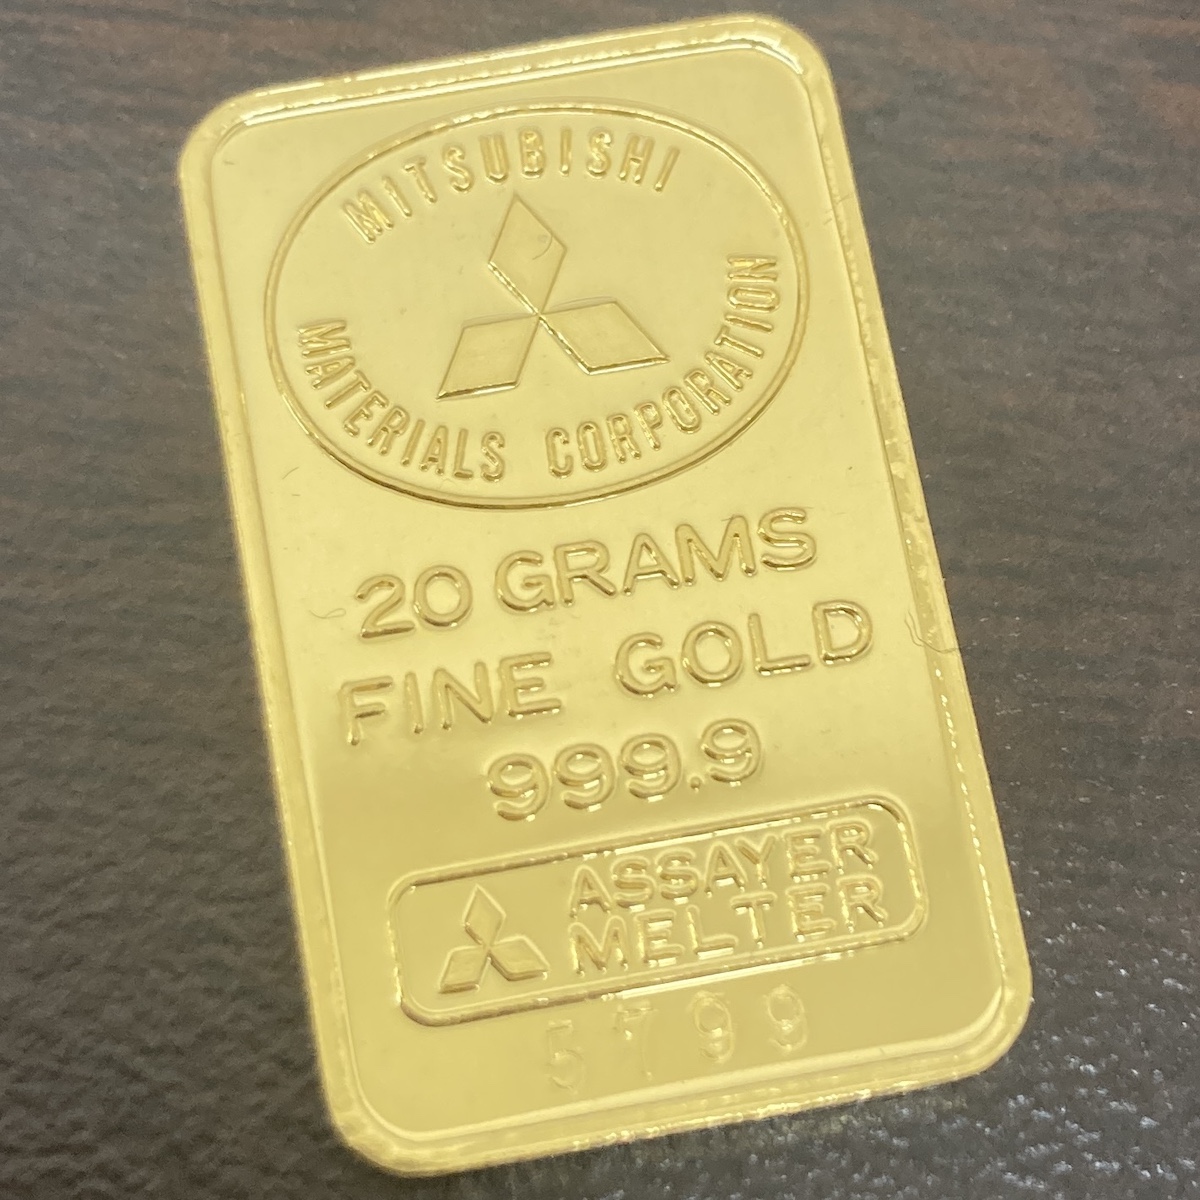 MITSUBISHI
MATERIALS CORPORATION
20 GRAMS
FINE GOLD
999.9
ASSAYER
MELTER
5799